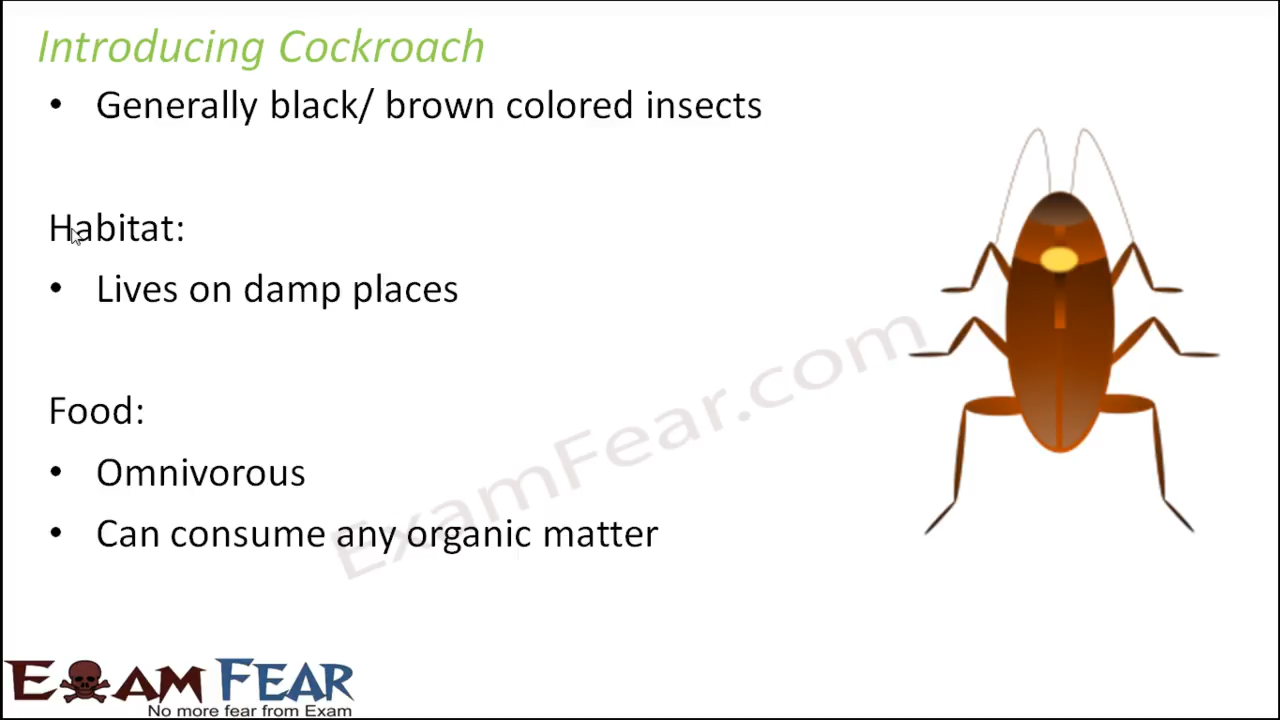 Introducing Cockroach
• Generally black/ brown colored insects
Habitat:
• Lives on damp places
Food:
• Omnivorous
• Can consume any organic matter
ExamFear.com
EXAM FEAR
No more fear from Exam